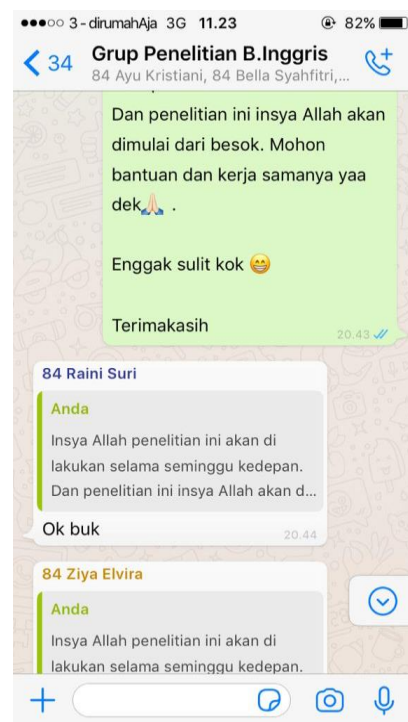 3-dirumahAja 3G 11.23 82%
34 Grup Penelitian B.Inggris
84 Ayu Kristiani, 84 Bella Syahfitri,...
Dan penelitian ini insya Allah akan
dimulai dari besok. Mohon
bantuan dan kerja samanya yaa
dek🙏🏻 .
Enggak sulit kok 😁
Terimakasih
20.43
84 Raini Suri
Anda
Insya Allah penelitian ini akan di
lakukan selama seminggu kedepan.
Dan penelitian ini insya Allah akan d...
Ok buk
20.44
84 Ziya Elvira
Anda
Insya Allah penelitian ini akan di
lakukan selama seminggu kedepan.